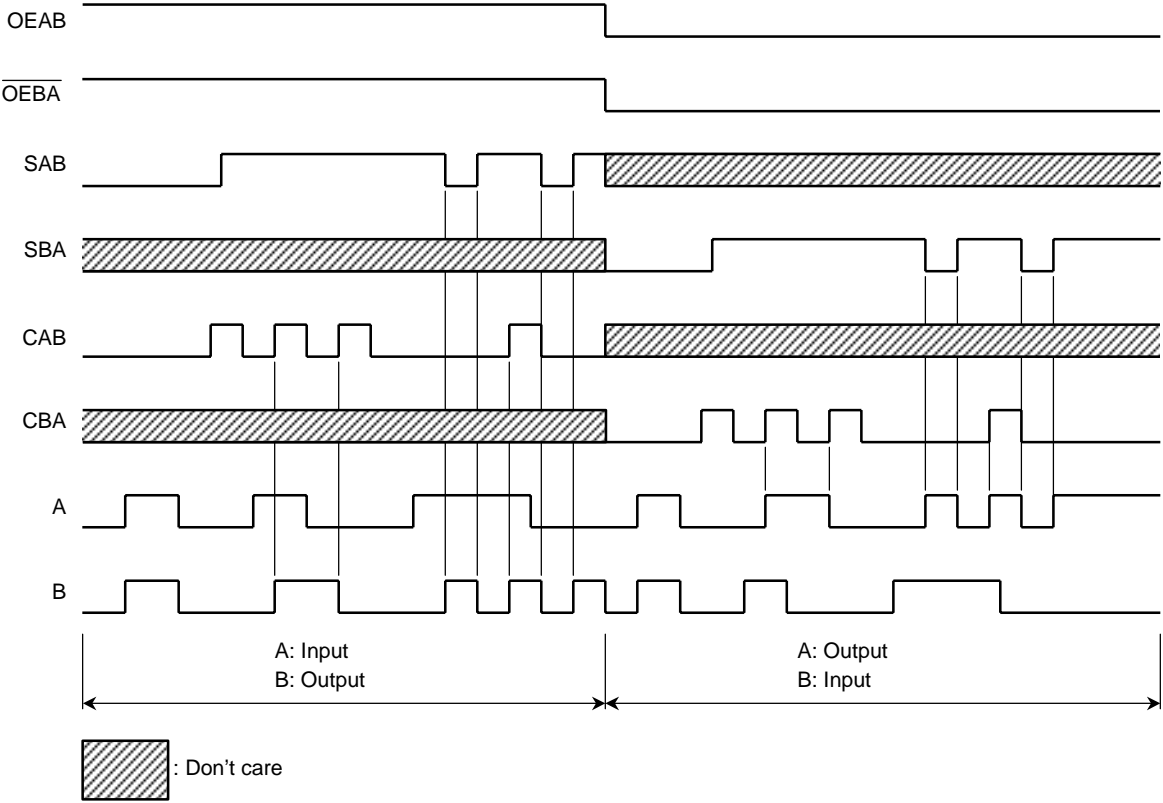 OEAB
OEBA
SAB
SBA
CAB
CBA
A
B
A: Input
B: Output
A: Output
B: Input
: Don't care